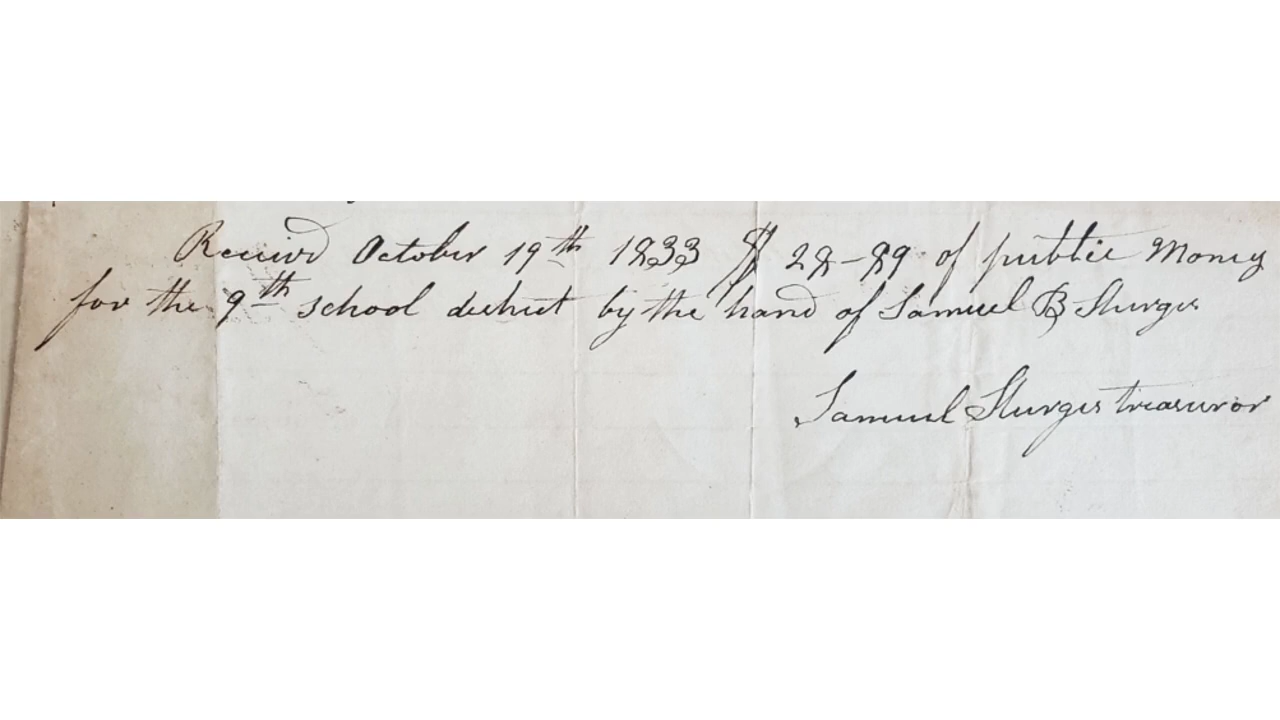 Received October 19th 1833 $ 28-89 of public Money
for the 9th school district by the hand of Samuel B Sturges
Samuel Sturges treasuror